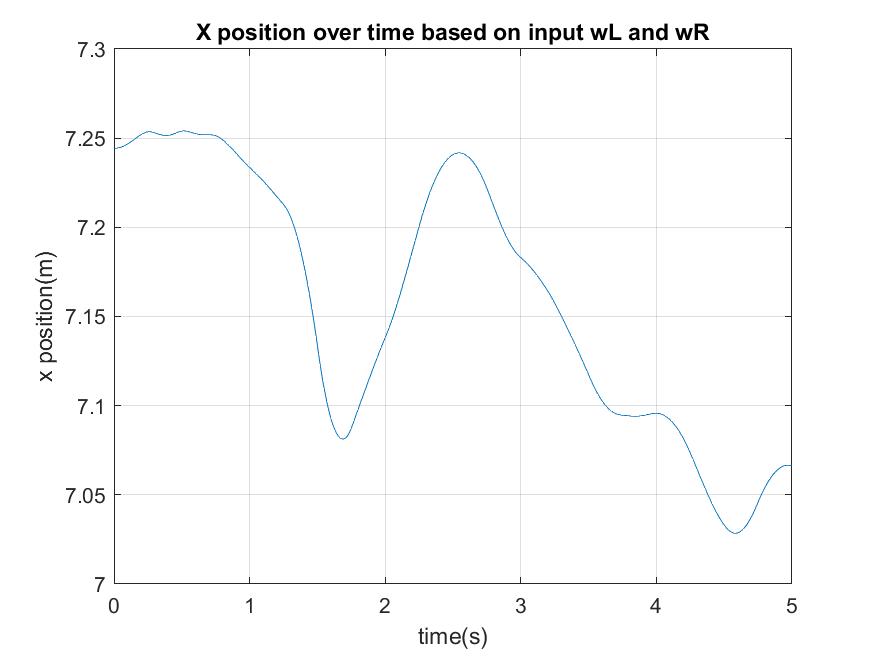 X position over time based on input wL and wR
7.3
7.25
7.2
7.15
7.1
7.05
7
x position(m)
0 1 2 3 4 5
time(s)